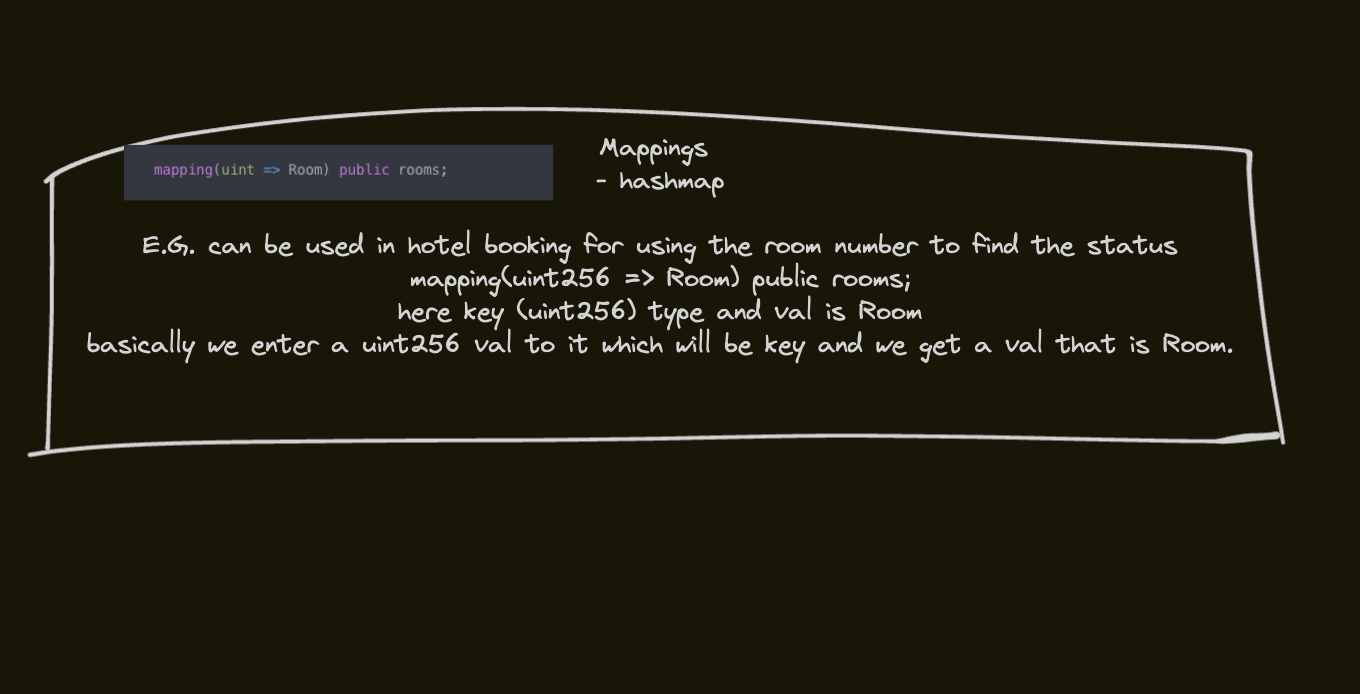 mapping(uint => Room) public rooms;
Mappings
- hashmap
E.G. can be used in hotel booking for using the room number to find the status
mapping(uint256 => Room) public rooms;
here key (uint256) type and val is Room
basically we enter a uint256 val to it which will be key and we get a val that is Room.